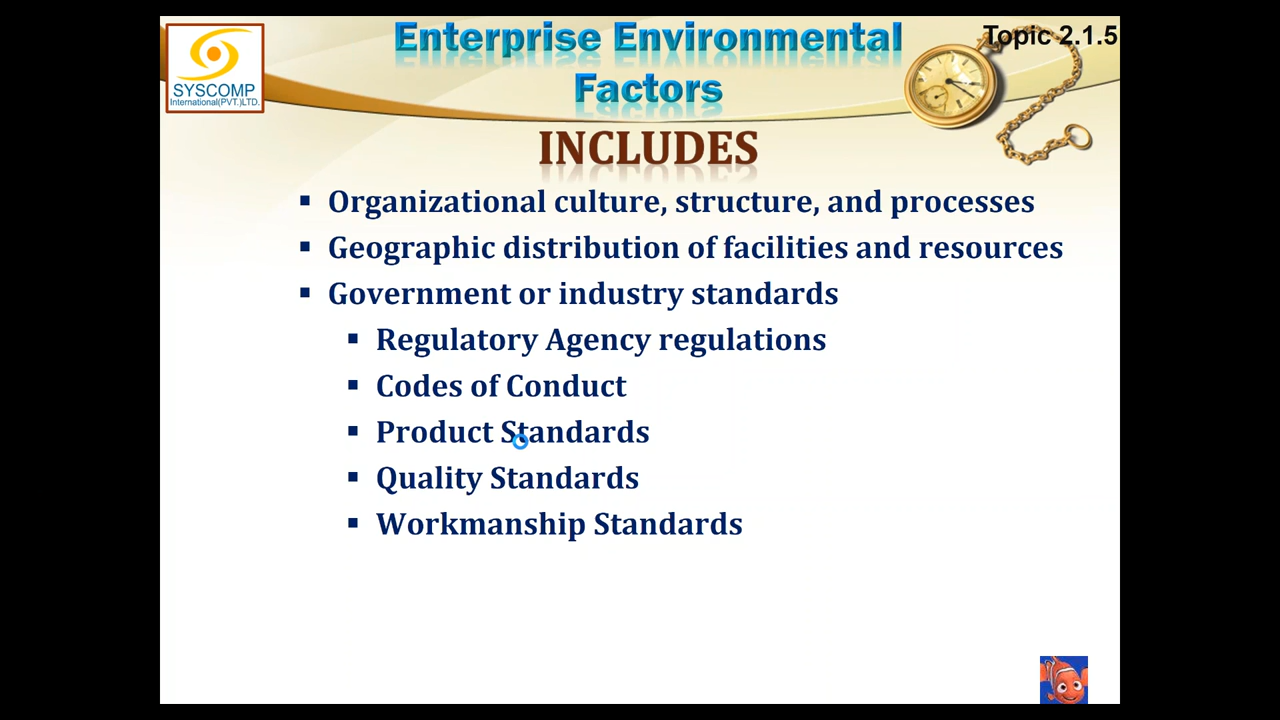 SYSCOMP
International(PVT.)LTD.
Enterprise Environmental
Factors
Topic 2.1.5
INCLUDES
▪ Organizational culture, structure, and processes
▪ Geographic distribution of facilities and resources
▪ Government or industry standards
▪ Regulatory Agency regulations
▪ Codes of Conduct
▪ Product Standards
▪ Quality Standards
▪ Workmanship Standards